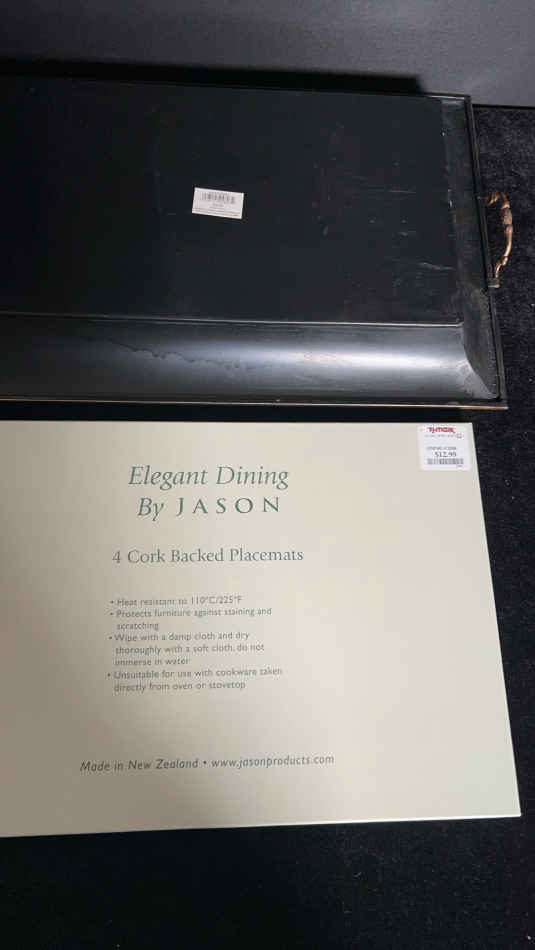 Elegant Dining
By JASON
4 Cork Backed Placemats
• Heat resistant to 110°C/225°F
• Protects furniture against staining and
scratching
• Wipe with a damp cloth and dry
thoroughly with a soft cloth, do not
immerse in water
• Unsuitable for use with cookware taken
directly from oven or stovetop
Made in New Zealand • www.jasonproducts.com
T.J.maxx
$12.99